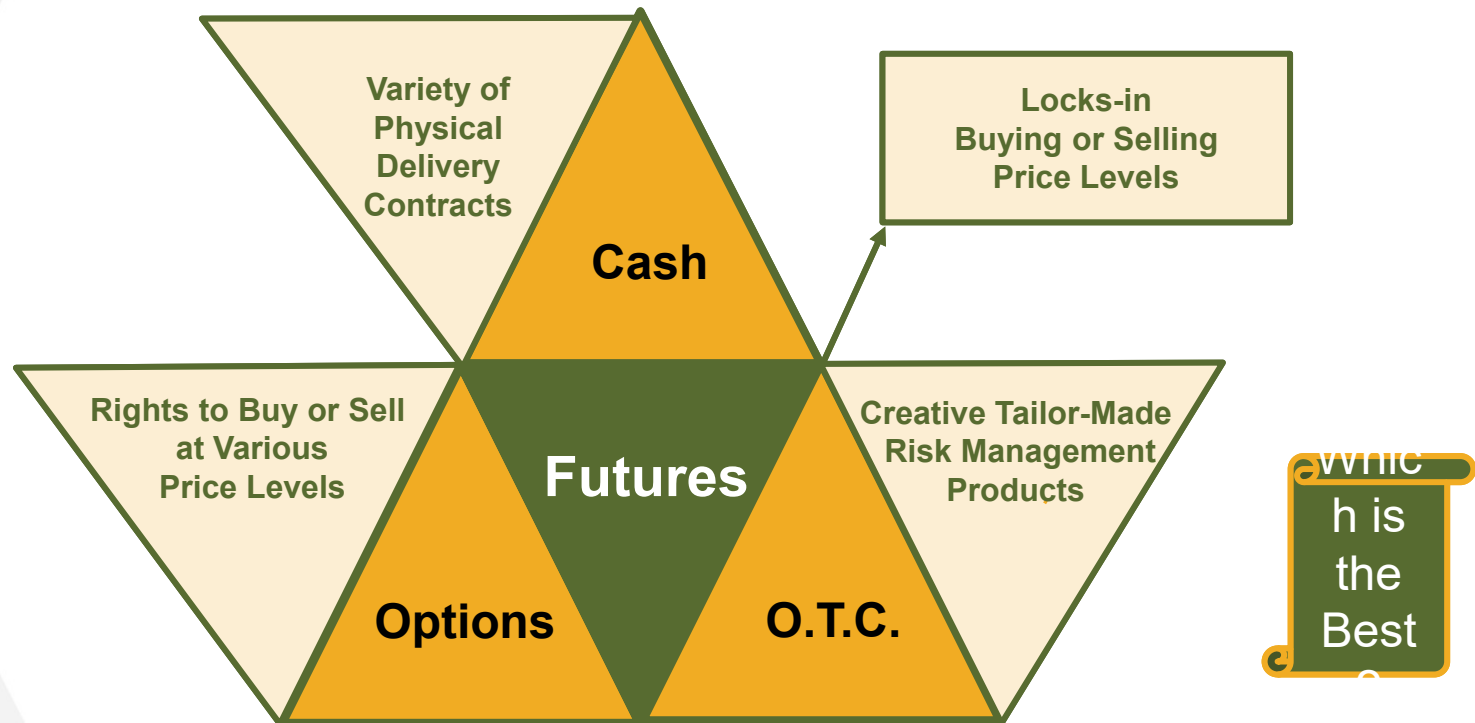 Variety of
Physical
Delivery
Contracts
Locks-in
Buying or Selling
Price Levels
Cash
Rights to Buy or Sell
at Various
Price Levels
Futures
Creative Tailor-Made
Risk Management
Products
Options
O.T.C.
Whic
h is
the
Best
?